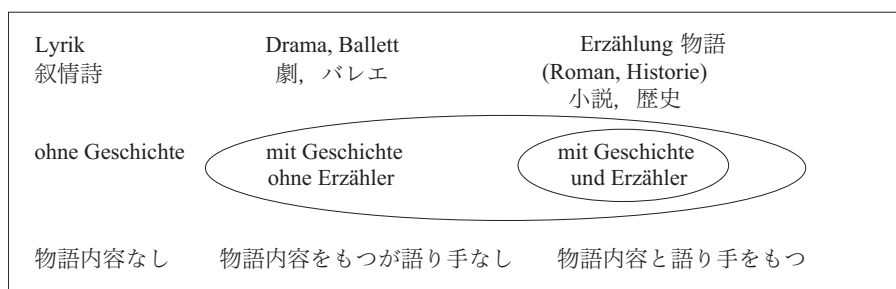 Lyrik Drama, Ballett Erzählung 物語
叙情詩 劇，バレエ (Roman, Historie)
小説，歴史
ohne Geschichte mit Geschichte mit Geschichte
ohne Erzähler und Erzähler
物語内容なし 物語内容をもつが語り手なし 物語内容と語り手をもつ